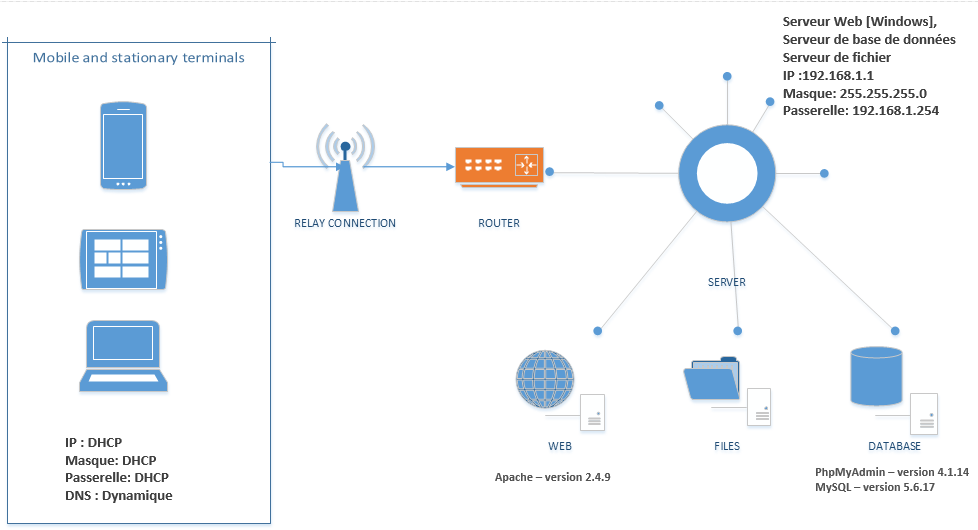 Mobile and stationary terminals
IP : DHCP
Masque: DHCP
Passerelle: DHCP
DNS : Dynamique
RELAY CONNECTION
ROUTER
Serveur Web [Windows],
Serveur de base de données
Serveur de fichier
IP :192.168.1.1
Masque: 255.255.255.0
Passerelle: 192.168.1.254
SERVER
WEB
Apache – version 2.4.9
FILES
DATABASE
PhpMyAdmin – version 4.1.14
MySQL – version 5.6.17